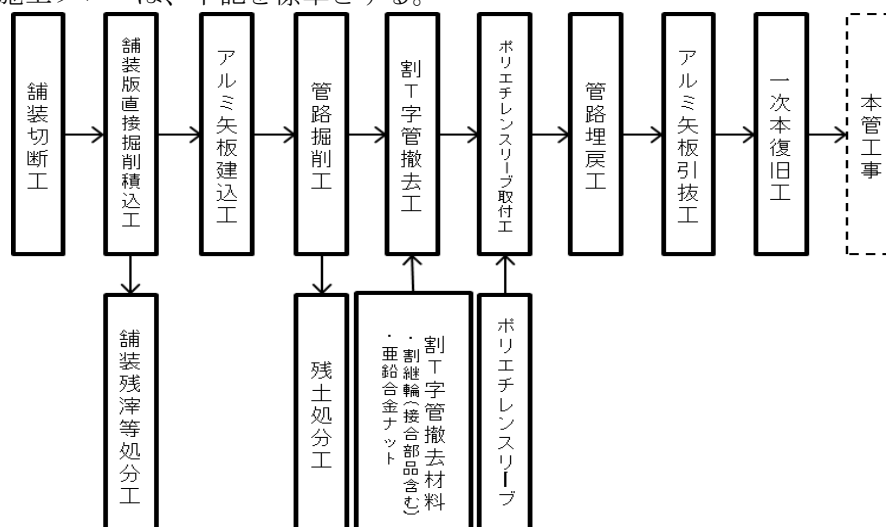 は、下記を標準とする。
舗装切断工
舗装版直接掘削積込工
アルミ矢板建込工
管路掘削工
割T字管撤去工
ポリエチレンスリーブ取付工
管路埋戻工
アルミ矢板引抜工
一次本復旧工
本管工事
舗装残滓等処分工
残土処分工
割T字管撤去材料
・割継輪(接合部品含む)
・亜鉛合金ナット
ポリエチレンスリーブ